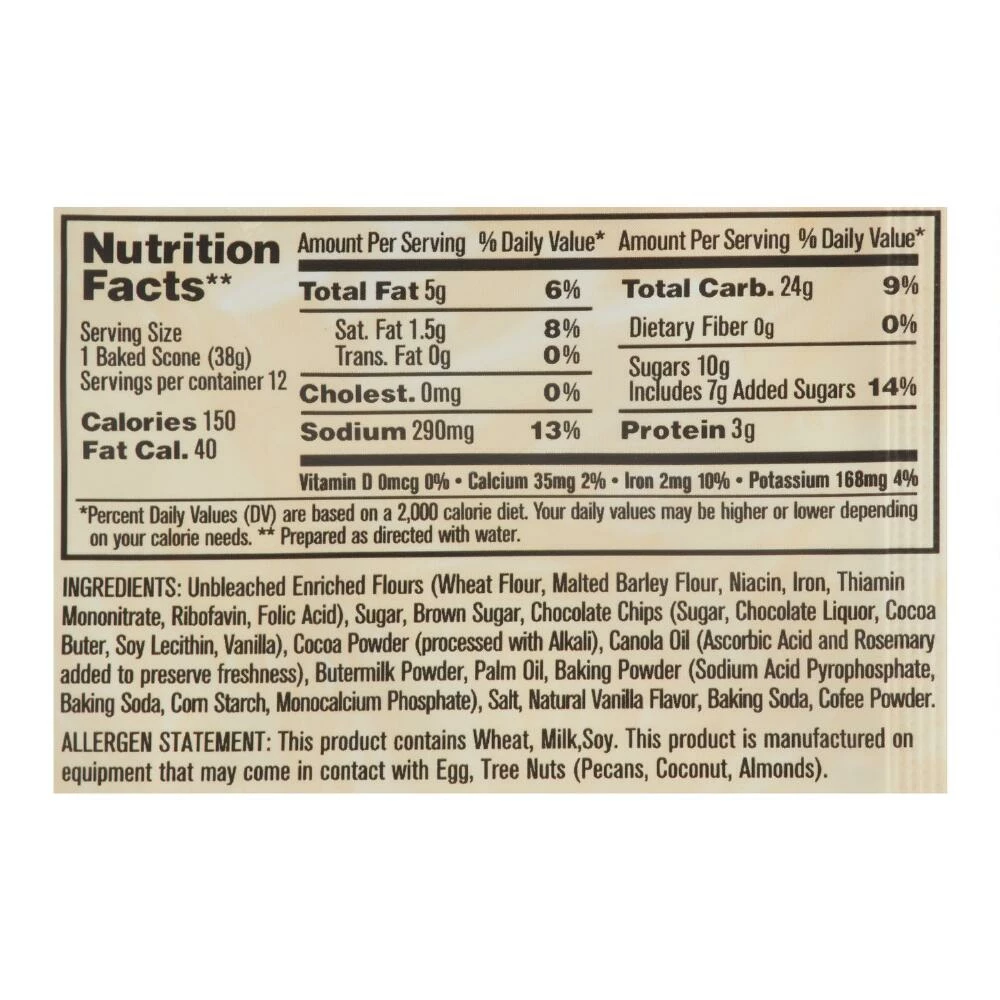 Nutrition Facts**
Serving Size
1 Baked Scone (38g)
Servings per container 12
Calories 150
Fat Cal. 40
Amount Per Serving % Daily Value*
Total Fat 5g 6%
Sat. Fat 1.5g 8%
Trans. Fat 0g 0%
Cholest. 0mg 0%
Sodium 290mg 13%
Amount Per Serving % Daily Value*
Total Carb. 24g 9%
Dietary Fiber 0g 0%
Sugars 10g
Includes 7g Added Sugars 14%
Protein 3g
Vitamin D 0mcg 0% • Calcium 35mg 2% • Iron 2mg 10% • Potassium 168mg 4%
*Percent Daily Values (DV) are based on a 2,000 calorie diet. Your daily values may be higher or lower depending
on your calorie needs. ** Prepared as directed with water.
INGREDIENTS: Unbleached Enriched Flours (Wheat Flour, Malted Barley Flour, Niacin, Iron, Thiamin
Mononitrate, Ribofavin, Folic Acid), Sugar, Brown Sugar, Chocolate Chips (Sugar, Chocolate Liquor, Cocoa
Buter, Soy Lecithin, Vanilla), Cocoa Powder (processed with Alkali), Canola Oil (Ascorbic Acid and Rosemary
added to preserve freshness), Butermilk Powder, Palm Oil, Baking Powder (Sodium Acid Pyrophosphate,
Baking Soda, Corn Starch, Monocalcium Phosphate), Salt, Natural Vanilla Flavor, Baking Soda, Cofee Powder.
ALLERGEN STATEMENT: This product contains Wheat, Milk,Soy. This product is manufactured on
equipment that may come in contact with Egg, Tree Nuts (Pecans, Coconut, Almonds).